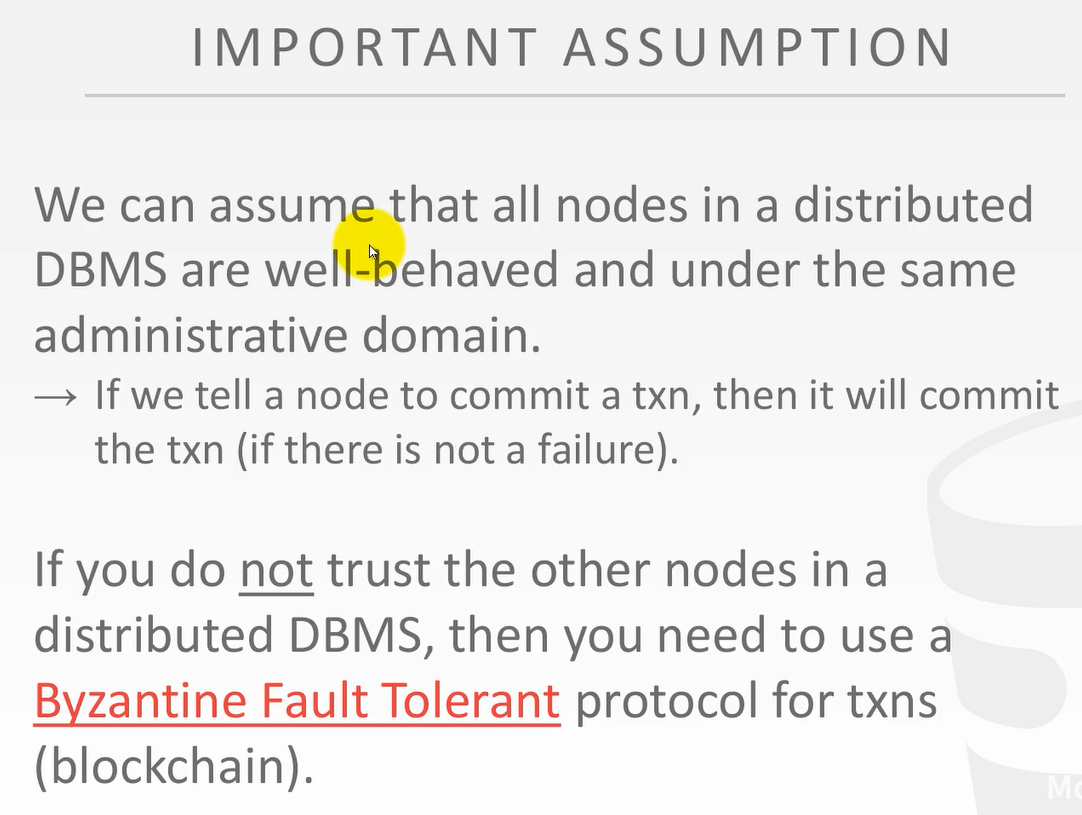 IMPORTANT ASSUMPTION
We can assume that all nodes in a distributed
DBMS are well-behaved and under the same
administrative domain.
→ If we tell a node to commit a txn, then it will commit
the txn (if there is not a failure).
If you do not trust the other nodes in a
distributed DBMS, then you need to use a
Byzantine Fault Tolerant protocol for txns
(blockchain).